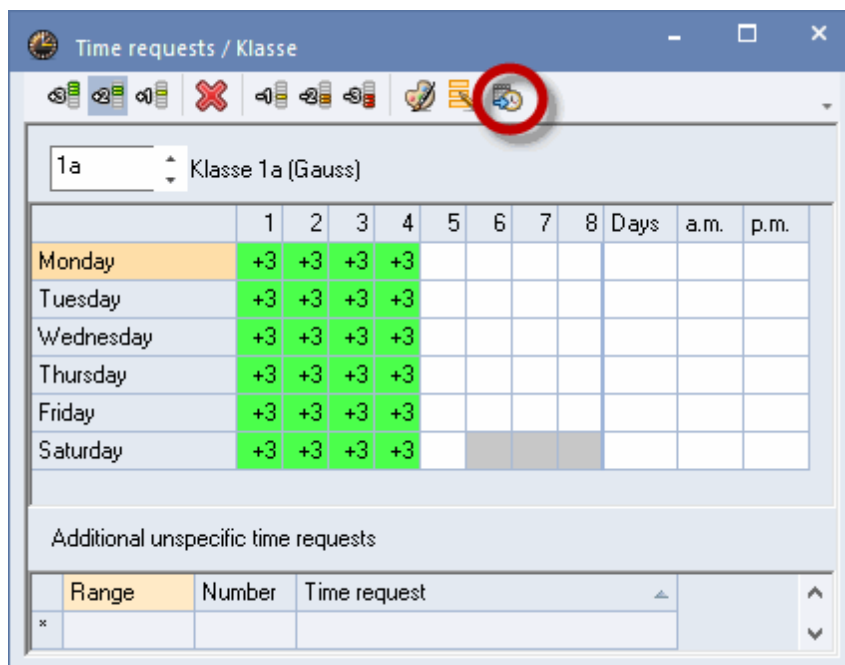 Time requests / Klasse
1a Klasse 1a (Gauss)
1 2 3 4 5 6 7 8 Days a.m. p.m.
Monday +3 +3 +3 +3
Tuesday +3 +3 +3 +3
Wednesday +3 +3 +3 +3
Thursday +3 +3 +3 +3
Friday +3 +3 +3 +3
Saturday +3 +3 +3 +3
Additional unspecific time requests
Range Number Time request
*